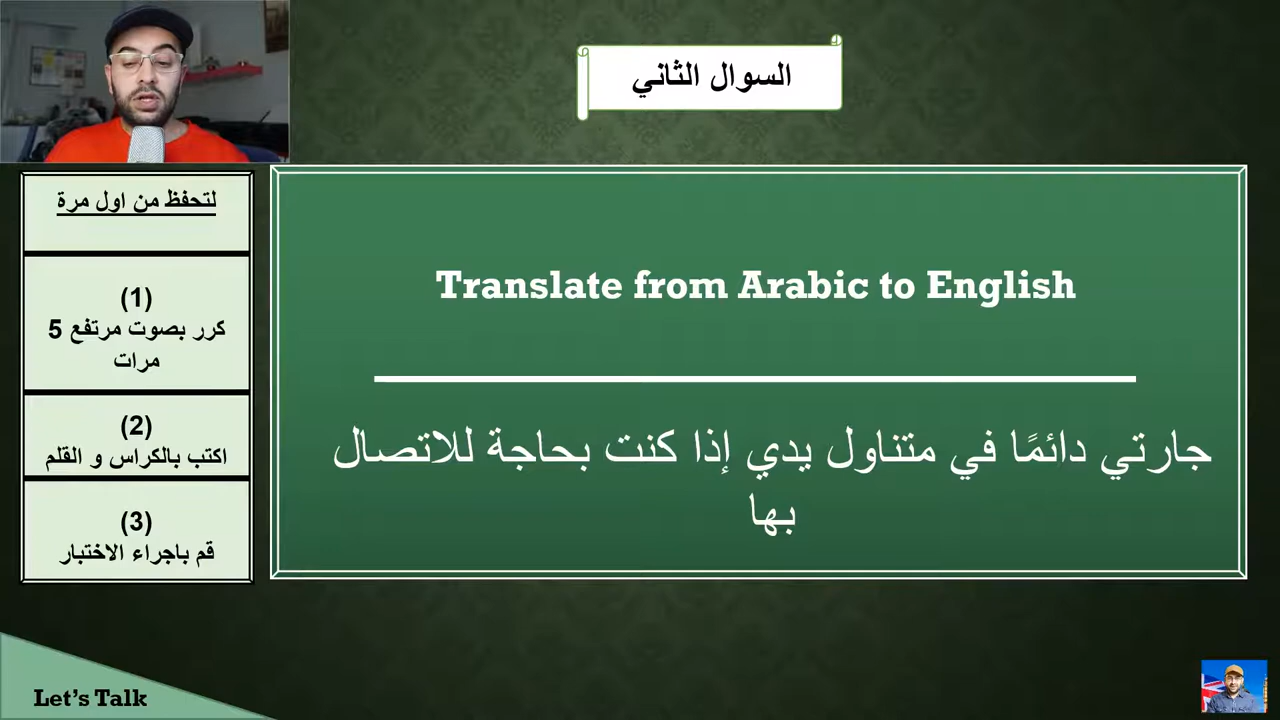 السوال الثاني
لتحفظ من اول مرة
(1)
كرر بصوت مرتفع 5
مرات
(2)
اكتب بالكراس و القلم
(3)
قم باجراء الاختبار
Translate from Arabic to English
جارتي دائمًا في متناول يدي إذا كنت بحاجة للاتصال
بها
Let's Talk